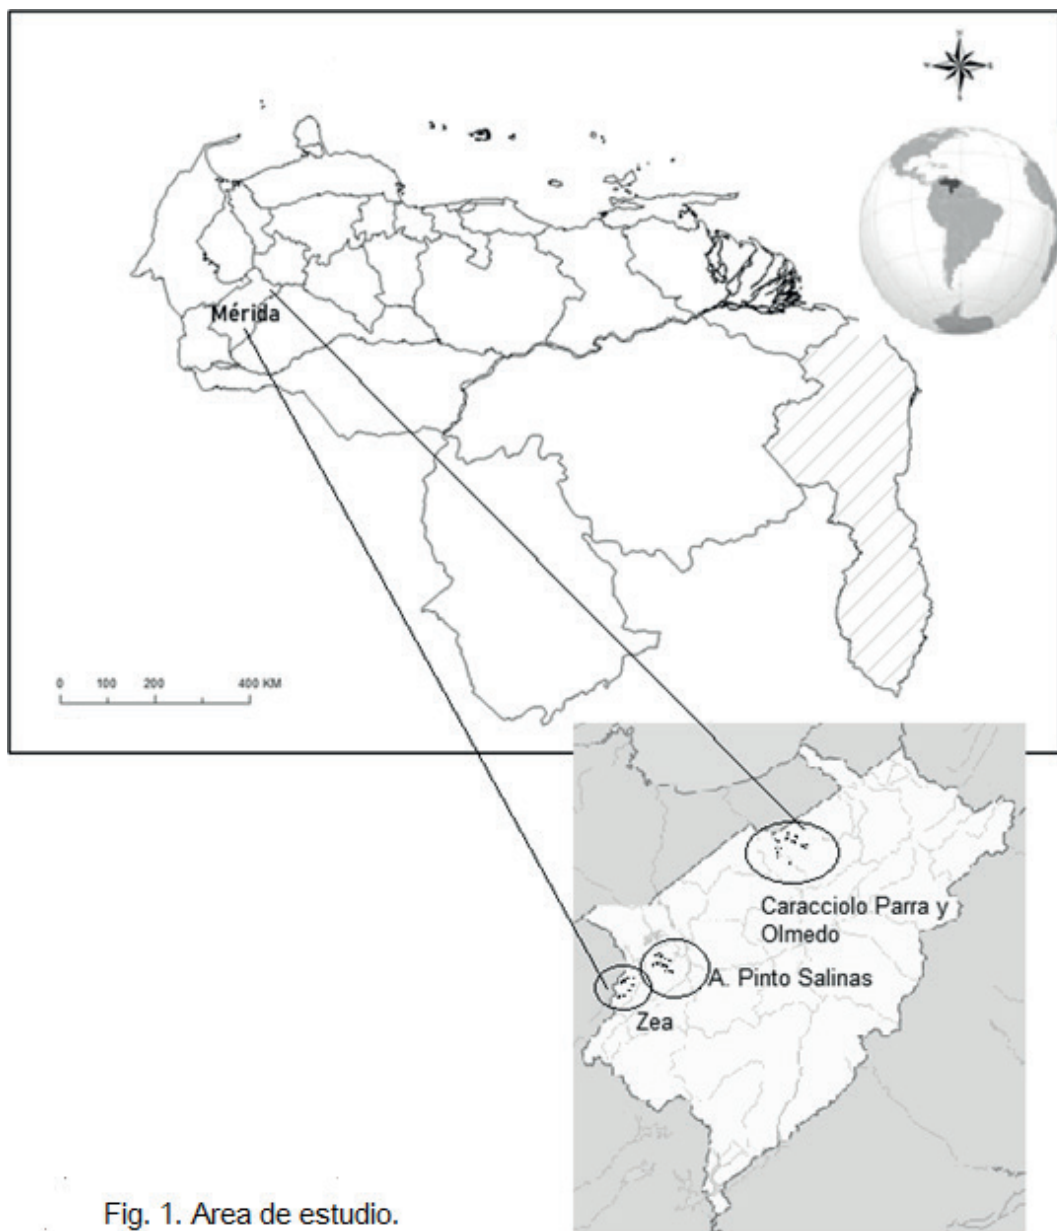 Mérida
0 100 200 400 KM
Caracciolo Parra y
Olmedo
A. Pinto Salinas
Zea
Fig. 1. Area de estudio.